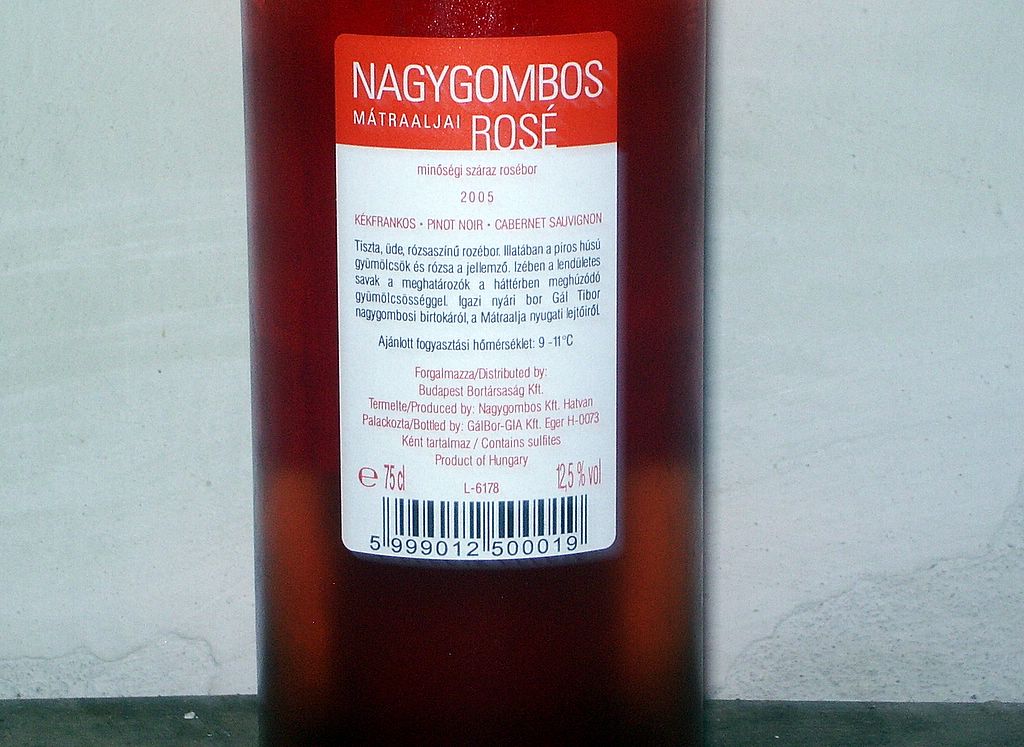 NAGYGOMBOS
MÁTRAALJAI ROSÉ
minőségi száraz rosébor
2005
KÉKFRANKOS • PINOT NOIR • CABERNET SAUVIGNON
Tiszta, üde, rózsaszínű rozébor. Illatában a piros húsú
gyümölcsök és rózsa a jellemző. Izében a lendületes
savak a meghatározók a háttérben meghúzódó
gyümölcsösséggel. Igazi nyári bor Gál Tibor
nagygombosi birtokáról, a Mátraalja nyugati lejtőiről.
Ajánlott fogyasztási hőmérséklet: 9 -11°C
Forgalmazza/Distributed by:
Budapest Bortársaság Kft.
Termelte/Produced by: Nagygombos Kft. Hatvan
Palackozta/Bottled by: GálBor-GIA Kft. Eger H-0073
Ként tartalmaz / Contains sulfites
Product of Hungary
℮ 75 cl L-6178 12,5 % vol
5 999012 500019